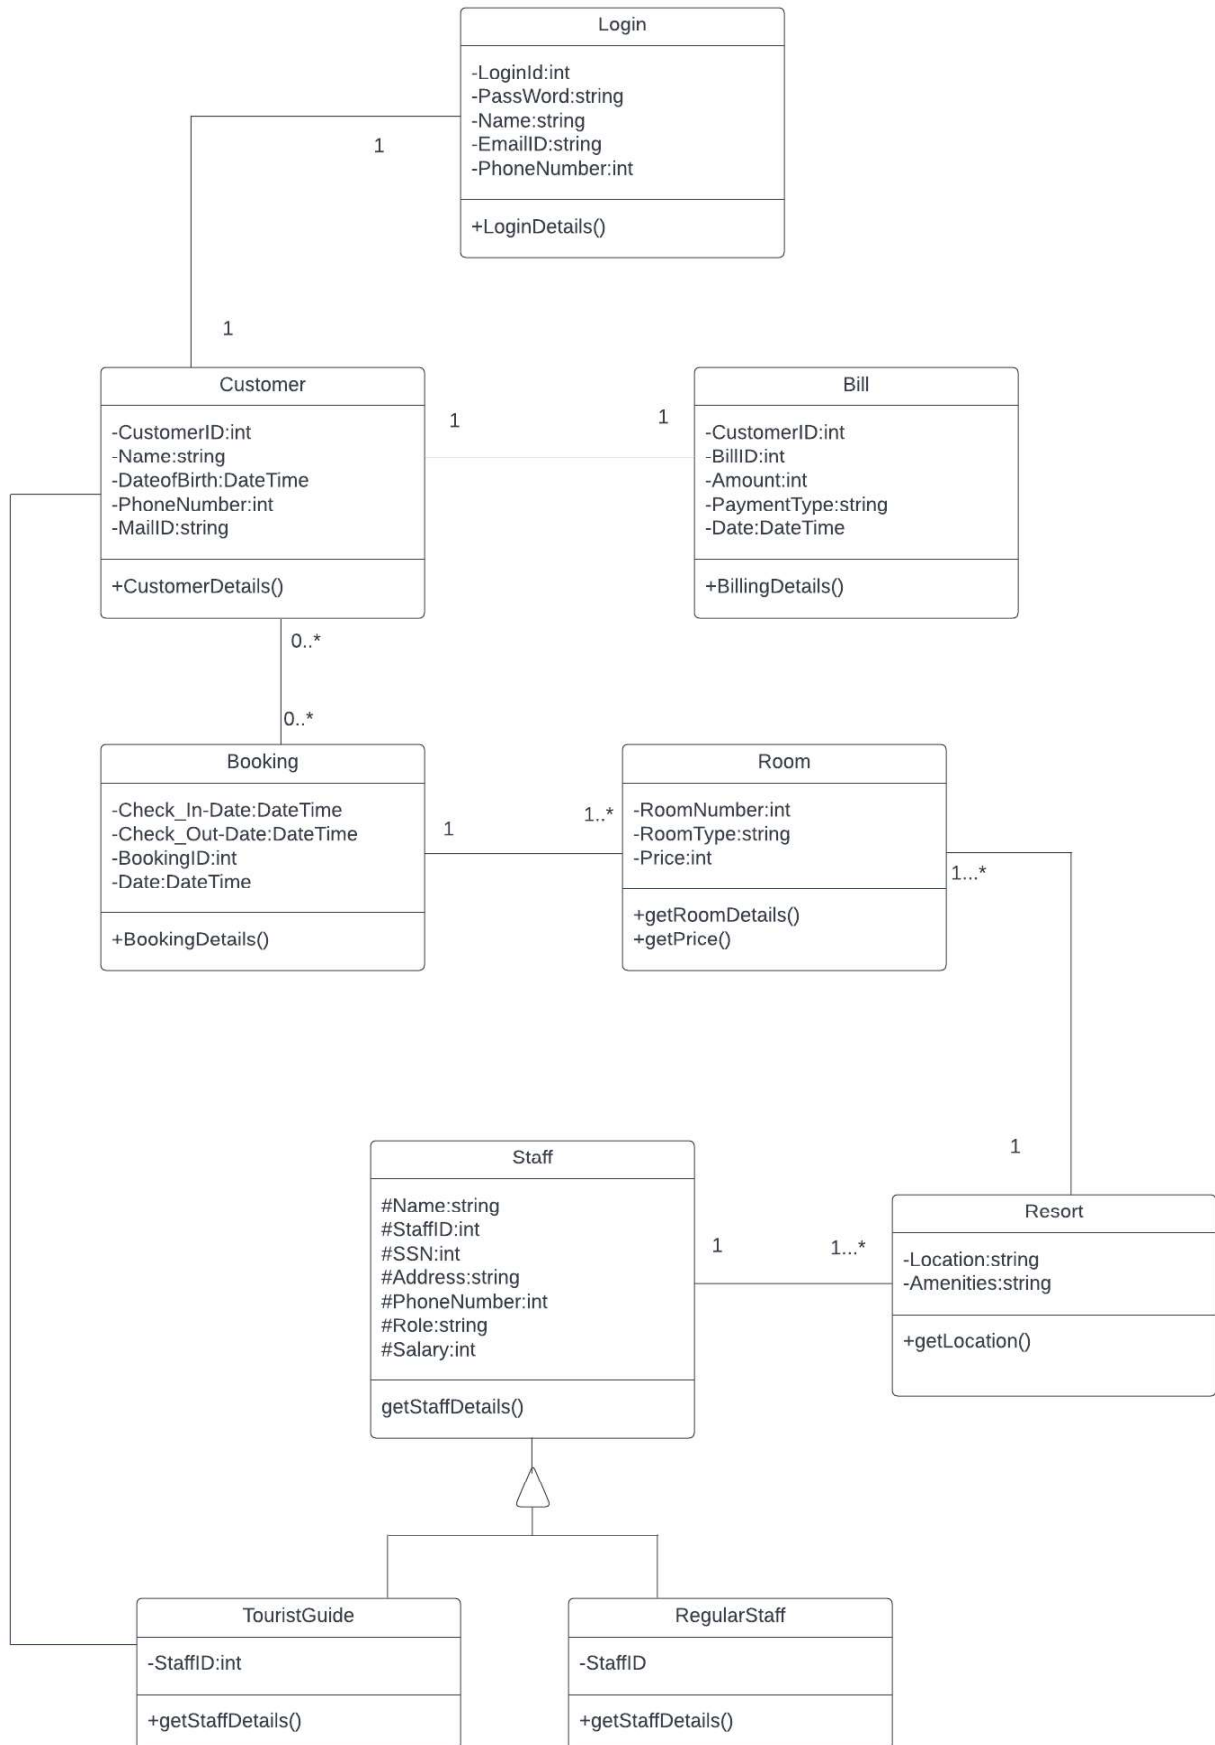 Login
-LoginId:int
-PassWord:string
-Name:string
-EmailID:string
-PhoneNumber:int
+LoginDetails()
1
1
Customer
-CustomerID:int
-Name:string
-DateofBirth:DateTime
-PhoneNumber:int
-MailID:string
+CustomerDetails()
1
1
Bill
-CustomerID:int
-BillID:int
-Amount:int
-PaymentType:string
-Date:DateTime
+BillingDetails()
0..*
0..*
Booking
-Check_In-Date:DateTime
-Check_Out-Date:DateTime
-BookingID:int
-Date:DateTime
+BookingDetails()
1
1..*
Room
-RoomNumber:int
-RoomType:string
-Price:int
+getRoomDetails()
+getPrice()
1...*
1
Staff
#Name:string
#StaffID:int
#SSN:int
#Address:string
#PhoneNumber:int
#Role:string
#Salary:int
getStaffDetails()
1
1...*
Resort
-Location:string
-Amenities:string
+getLocation()
TouristGuide
-StaffID:int
+getStaffDetails()
RegularStaff
-StaffID
+getStaffDetails()